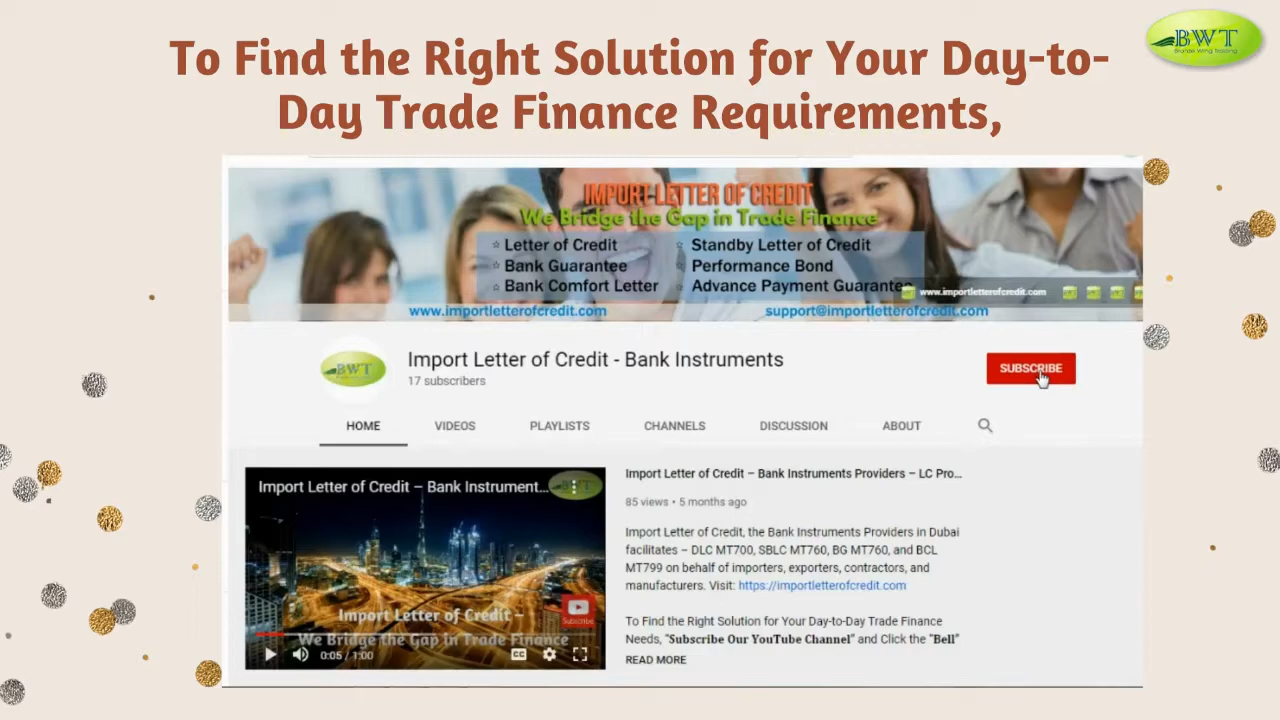 To Find the Right Solution for Your Day-to-
Day Trade Finance Requirements,
BWT
Bronze Wing Trading
IMPORT LETTER OF CREDIT
We Bridge the Gap in Trade Finance
☆ Letter of Credit ☆ Standby Letter of Credit
☆ Bank Guarantee ☆ Performance Bond
☆ Bank Comfort Letter ☆ Advance Payment Guarantee
www.importletterofcredit.com
www.importletterofcredit.com support@importletterofcredit.com
BWT
Import Letter of Credit - Bank Instruments
17 subscribers
SUBSCRIBE
HOME VIDEOS PLAYLISTS CHANNELS DISCUSSION ABOUT
Import Letter of Credit – Bank Instrument...
BWT
Import Letter of Credit –
We Bridge the Gap in Trade Finance
Subscribe
0:05 / 1:00
CC
Import Letter of Credit – Bank Instruments Providers – LC Pro...
85 views • 5 months ago
Import Letter of Credit, the Bank Instruments Providers in Dubai
facilitates – DLC MT700, SBLC MT760, BG MT760, and BCL
MT799 on behalf of importers, exporters, contractors, and
manufacturers. Visit: https://importletterofcredit.com
To Find the Right Solution for Your Day-to-Day Trade Finance
Needs, "Subscribe Our YouTube Channel" and Click the "Bell"
READ MORE